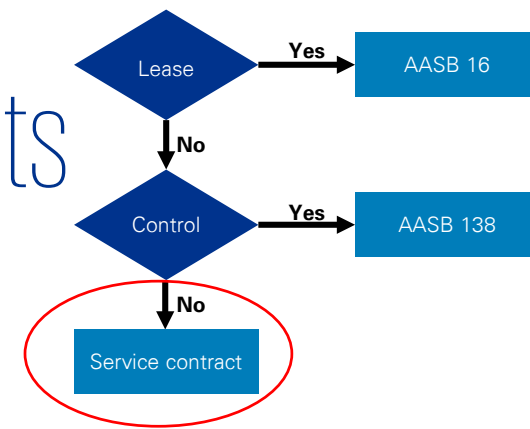 Yes
Lease
AASB 16
ts
No
Yes
Control
AASB 138
No
Service contract